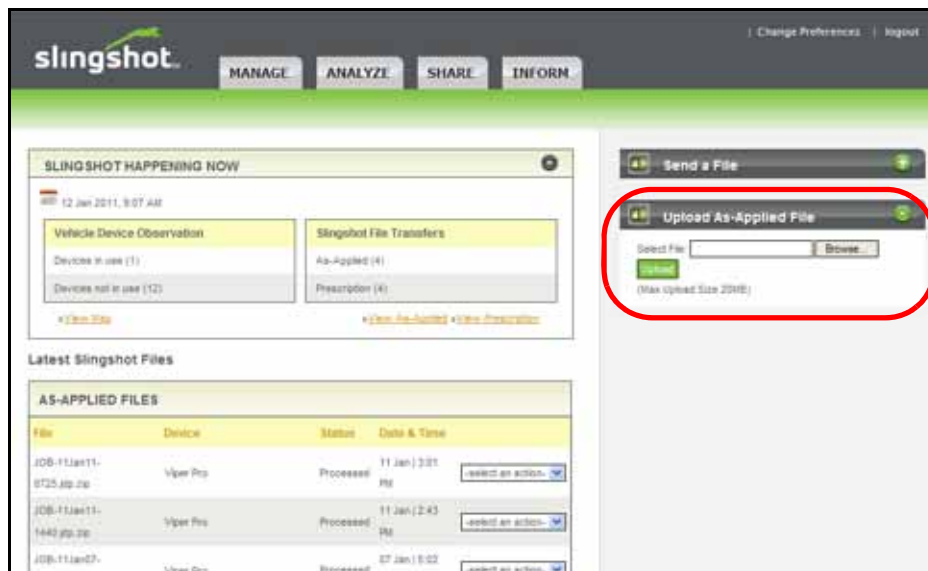 | Change Preferences | logout
slingshot
MANAGE ANALYZE SHARE INFORM
SLINGSHOT HAPPENING NOW
12 Jan 2011, 9:07 AM
Vehicle Device Observation
Devices in use (1)
Devices not in use (12)
View Map
Slingshot File Transfers
As-Applied (4)
Prescription (4)
View As-Applied View Prescription
Latest Slingshot Files
AS-APPLIED FILES
File Device Status Date & Time
JOB-11Jan11-
0725.jdp.zip
Viper Pro Processed 11 Jan | 3:01
PM
-select an action-
JOB-11Jan11-
1440.jdp.zip
Viper Pro Processed 11 Jan | 2:43
PM
-select an action-
JOB-11Jan07-
Viper Pro Processed 07 Jan | 5:02
-select an action-
Send a File
Upload As-Applied File
Select File Browse...
Upload
(Max Upload Size 20MB)